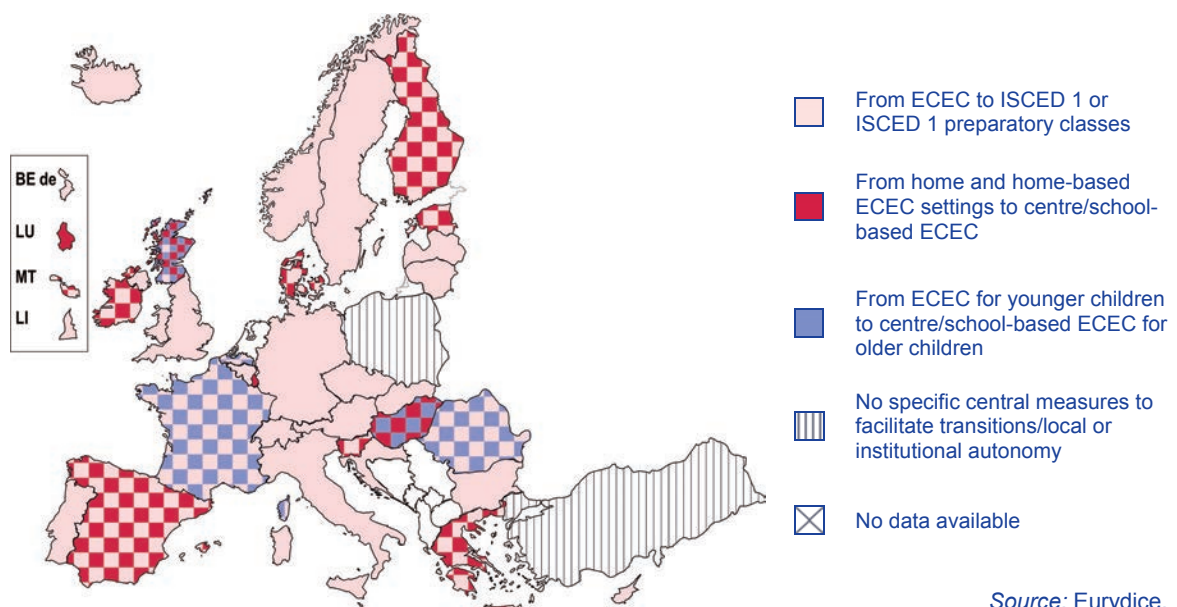 BE de
LU
MT
LI
From ECEC to ISCED 1 or
ISCED 1 preparatory classes
From home and home-based
ECEC settings to centre/school-
based ECEC
From ECEC for younger children
to centre/school-based ECEC for
older children
No specific central measures to
facilitate transitions/local or
institutional autonomy
No data available
Source: Eurydice.